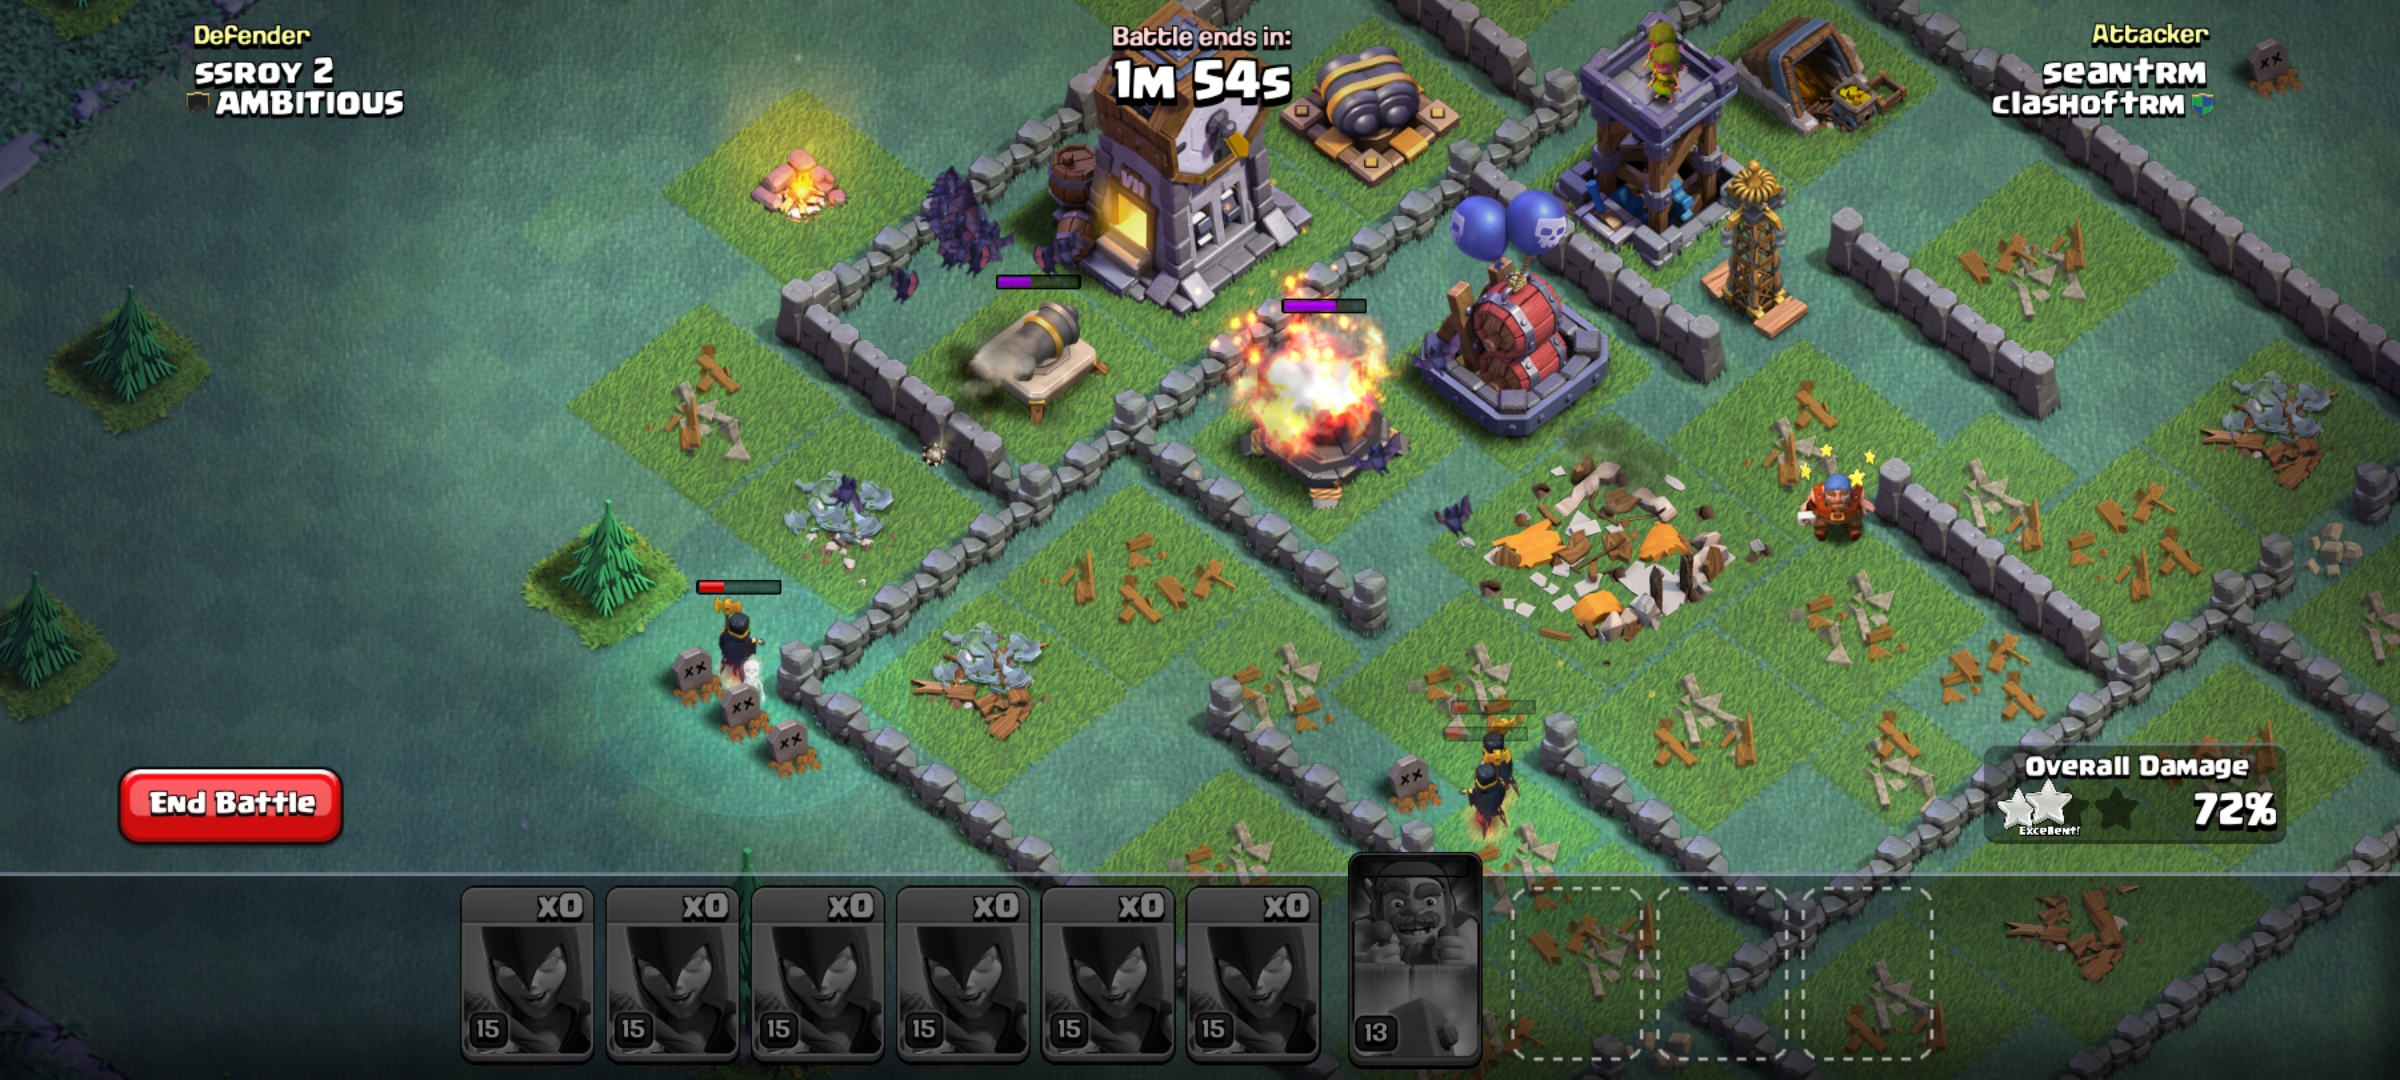 Defender
SSROY 2
AMBITIOUS
Battle ends in:
1M 54s
Attacker
seantRM
clashoftRM
VII
End Battle
Overall Damage
72%
Excellent!
x0
x0
x0
x0
x0
x0
15
15
15
15
15
15
13